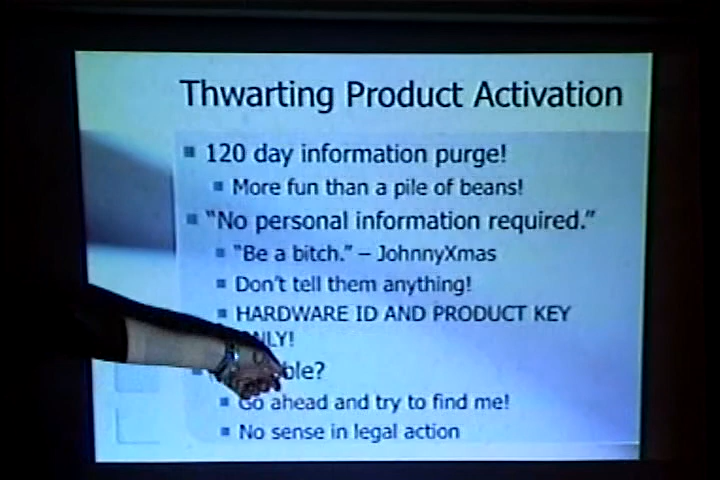 Thwarting Product Activation
120 day information purge!
More fun than a pile of beans!
“No personal information required.”
“Be a bitch.” – JohnnyXmas
Don't tell them anything!
HARDWARE ID AND PRODUCT KEY
Go ahead and try to find me!
No sense in legal action